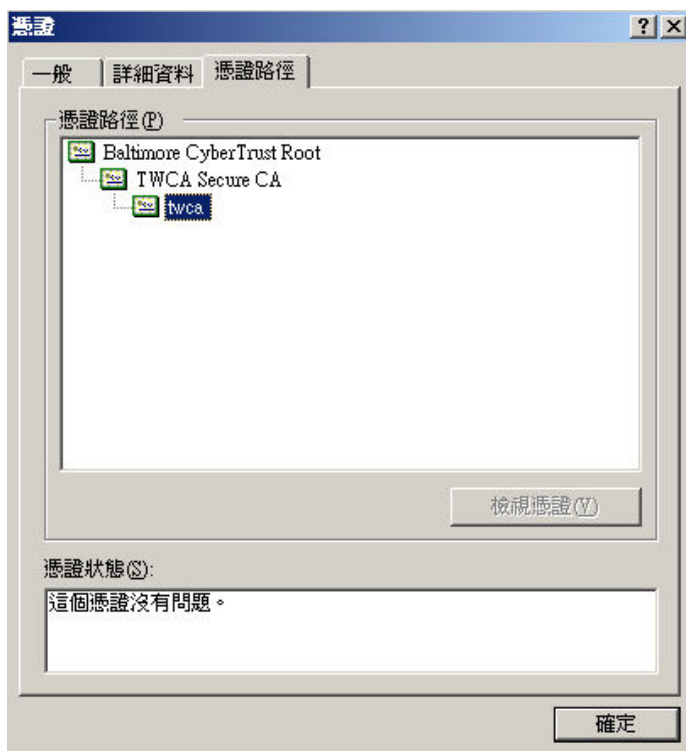 憑證
一般 詳細資料 憑證路徑
憑證路徑(P)
Baltimore CyberTrust Root
TWCA Secure CA
twca
檢視憑證(V)
憑證狀態(S):
這個憑證沒有問題。
確定